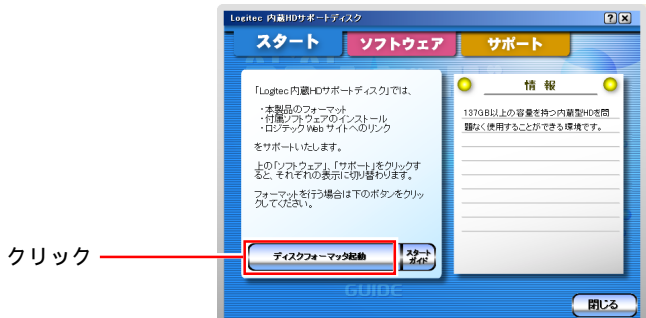 Logitec 内蔵HDサポートディスク
スタート
ソフトウェア
サポート
「Logitec 内蔵HDサポートディスク」では、
・本製品のフォーマット
・付属ソフトウェアのインストール
・ロジテック Web サイトへのリンク
をサポートいたします。
上の「ソフトウェア」、「サポート」をクリックす
ると、それぞれの表示に切り替わります。
フォーマットを行う場合は下のボタンをクリッ
クしてください。
情 報
137GB以上の容量を持つ内蔵型HDを問
題なく使用することができる環境です。
クリック
ディスクフォーマッタ起動
スタート
ガイド
GUIDE
閉じる